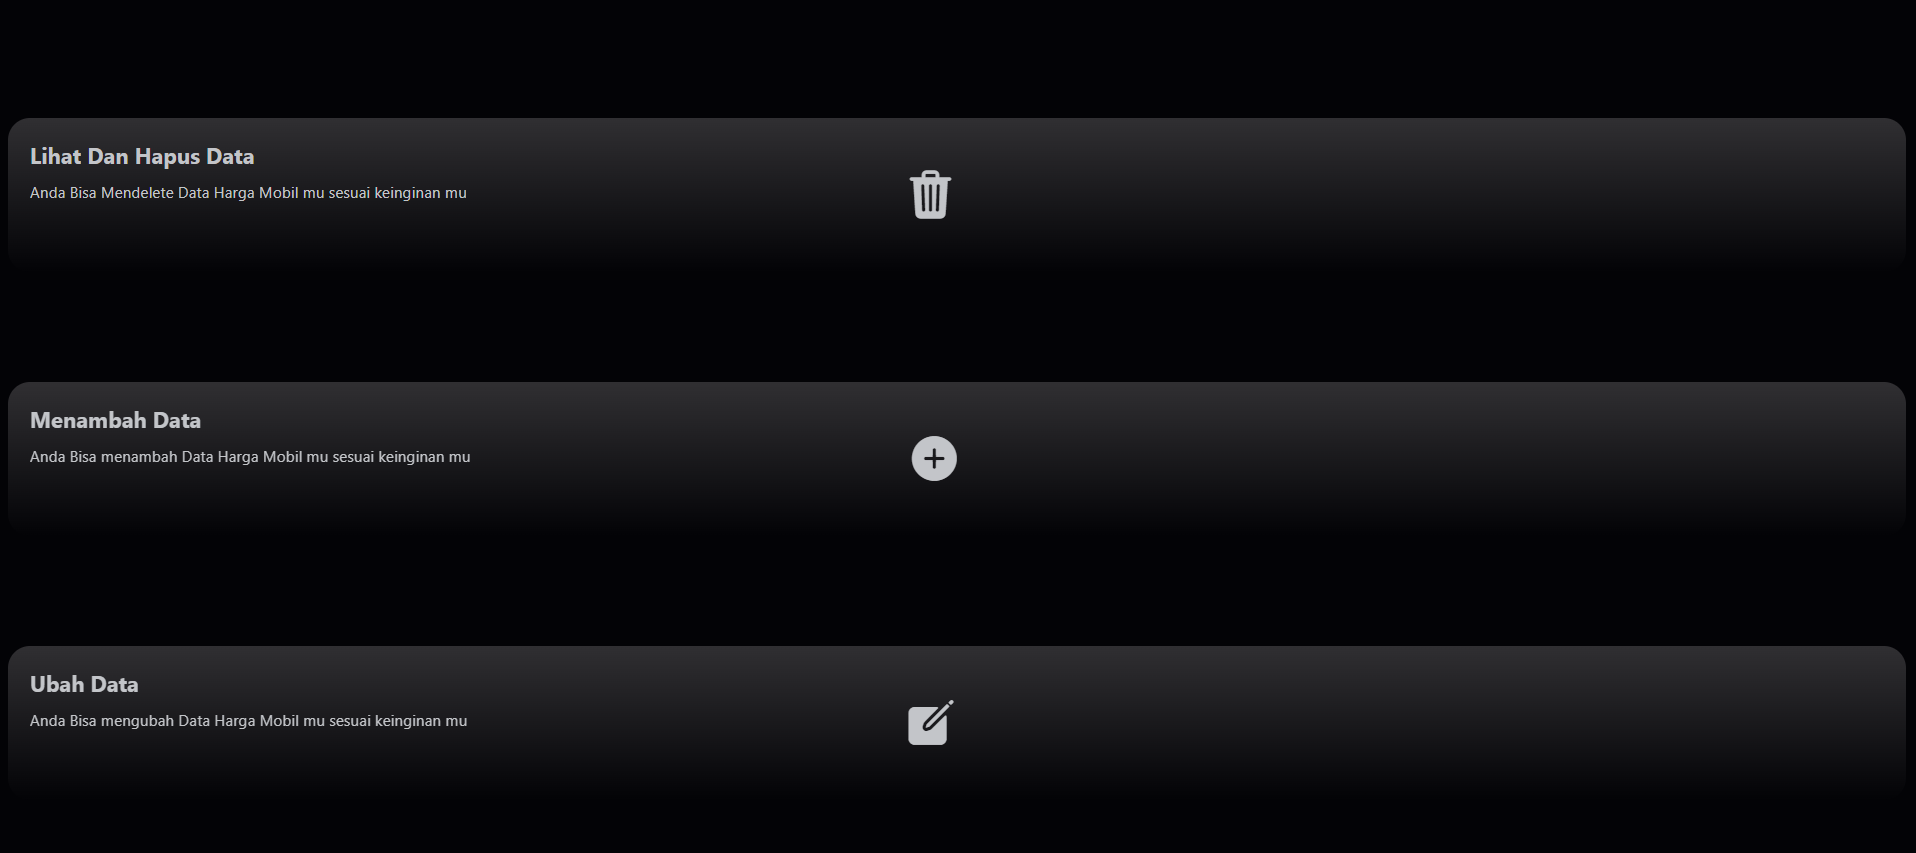 Lihat Dan Hapus Data
Anda Bisa Mendelete Data Harga Mobil mu sesuai keinginan mu
Menambah Data
Anda Bisa menambah Data Harga Mobil mu sesuai keinginan mu
Ubah Data
Anda Bisa mengubah Data Harga Mobil mu sesuai keinginan mu